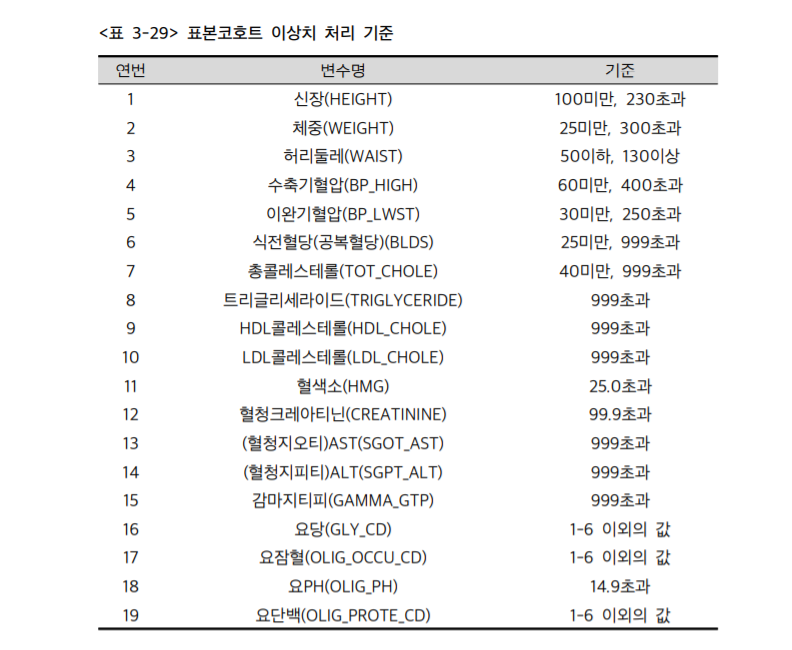 <표 3-29> 표본코호트 이상치 처리 기준
연번 변수명 기준
1 신장(HEIGHT) 100미만, 230초과
2 체중(WEIGHT) 25미만, 300초과
3 허리둘레(WAIST) 50이하, 130이상
4 수축기혈압(BP_HIGH) 60미만, 400초과
5 이완기혈압(BP_LWST) 30미만, 250초과
6 식전혈당(공복혈당)(BLDS) 25미만, 999초과
7 총콜레스테롤(TOT_CHOLE) 40미만, 999초과
8 트리글리세라이드(TRIGLYCERIDE) 999초과
9 HDL콜레스테롤(HDL_CHOLE) 999초과
10 LDL콜레스테롤(LDL_CHOLE) 999초과
11 혈색소(HMG) 25.0초과
12 혈청크레아티닌(CREATININE) 99.9초과
13 (혈청지오티)AST(SGOT_AST) 999초과
14 (혈청지피티)ALT(SGPT_ALT) 999초과
15 감마지티피(GAMMA_GTP) 999초과
16 요당(GLY_CD) 1-6 이외의 값
17 요잠혈(OLIG_OCCU_CD) 1-6 이외의 값
18 요PH(OLIG_PH) 14.9초과
19 요단백(OLIG_PROTE_CD) 1-6 이외의 값